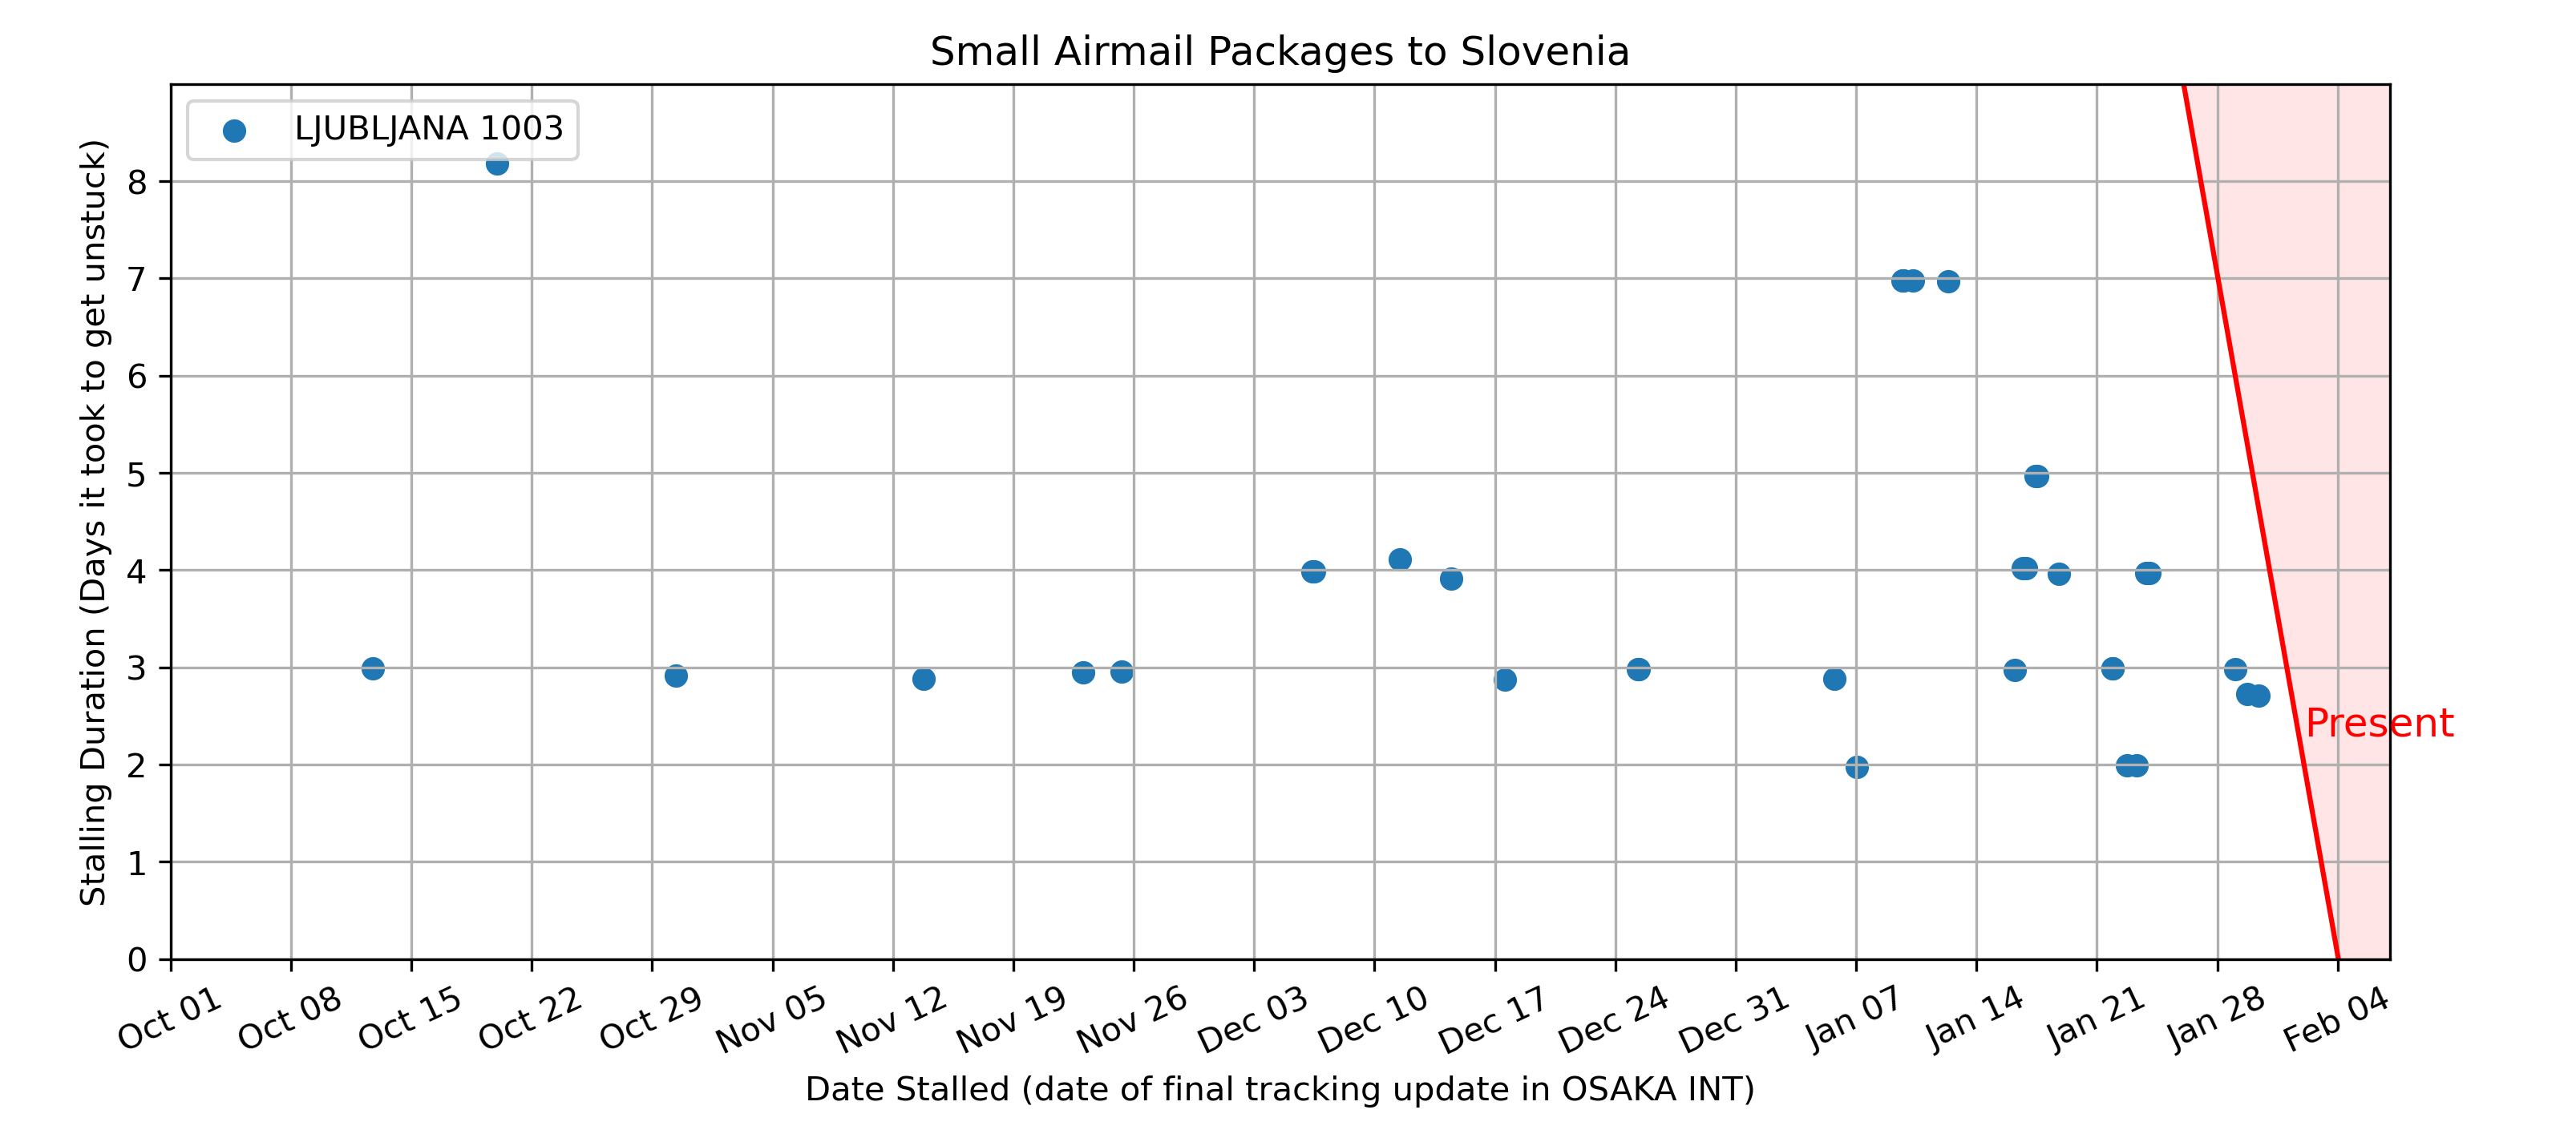 Small Airmail Packages to Slovenia
LJUBLJANA 1003
Stalling Duration (Days it took to get unstuck)
8
7
6
5
4
3
2
1
0
Present
Oct 01 Oct 08 Oct 15 Oct 22 Oct 29 Nov 05 Nov 12 Nov 19 Nov 26 Dec 03 Dec 10 Dec 17 Dec 24 Dec 31 Jan 07 Jan 14 Jan 21 Jan 28 Feb 04
Date Stalled (date of final tracking update in OSAKA INT)